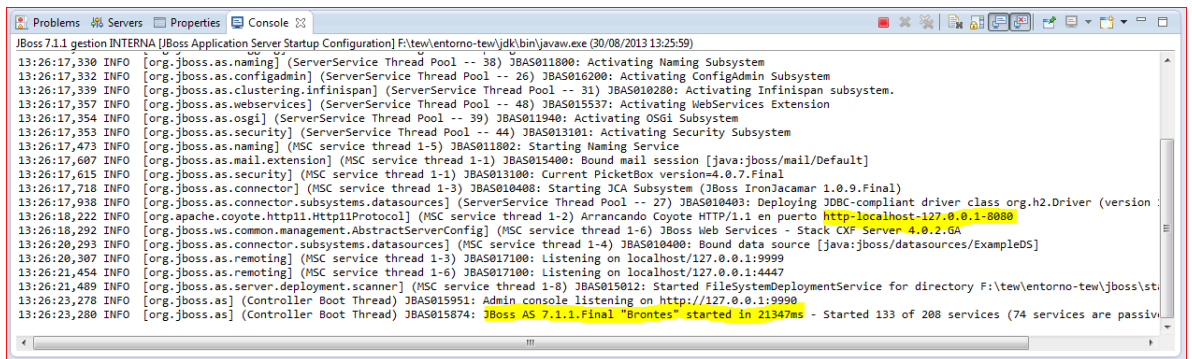 Problems Servers Properties Console
JBoss 7.1.1 gestion INTERNA [JBoss Application Server Startup Configuration] F:\tew\entorno-tew\jdk\bin\javaw.exe (30/08/2013 13:25:59)
13:26:17,330 INFO [org.jboss.as.naming] (ServerService Thread Pool -- 38) JBAS011800: Activating Naming Subsystem
13:26:17,332 INFO [org.jboss.as.configadmin] (ServerService Thread Pool -- 26) JBAS016200: Activating ConfigAdmin Subsystem
13:26:17,339 INFO [org.jboss.as.clustering.infinispan] (ServerService Thread Pool -- 31) JBAS010280: Activating Infinispan subsystem.
13:26:17,357 INFO [org.jboss.as.webservices] (ServerService Thread Pool -- 48) JBAS015537: Activating WebServices Extension
13:26:17,354 INFO [org.jboss.as.osgi] (ServerService Thread Pool -- 39) JBAS011940: Activating OSGi Subsystem
13:26:17,353 INFO [org.jboss.as.security] (ServerService Thread Pool -- 44) JBAS013101: Activating Security Subsystem
13:26:17,473 INFO [org.jboss.as.naming] (MSC service thread 1-5) JBAS011802: Starting Naming Service
13:26:17,607 INFO [org.jboss.as.mail.extension] (MSC service thread 1-1) JBAS015400: Bound mail session [java:jboss/mail/Default]
13:26:17,615 INFO [org.jboss.as.security] (MSC service thread 1-1) JBAS013100: Current PicketBox version=4.0.7.Final
13:26:17,718 INFO [org.jboss.as.connector] (MSC service thread 1-3) JBAS010408: Starting JCA Subsystem (JBoss IronJacamar 1.0.9.Final)
13:26:17,938 INFO [org.jboss.as.connector.subsystems.datasources] (ServerService Thread Pool -- 27) JBAS010403: Deploying JDBC-compliant driver class org.h2.Driver (version
13:26:18,222 INFO [org.apache.coyote.http11.Http11Protocol] (MSC service thread 1-2) Arrancando Coyote HTTP/1.1 en puerto http-localhost-127.0.0.1-8080
13:26:18,292 INFO [org.jboss.ws.common.management.AbstractServerConfig] (MSC service thread 1-6) JBoss Web Services - Stack CXF Server 4.0.2.GA
13:26:20,293 INFO [org.jboss.as.connector.subsystems.datasources] (MSC service thread 1-4) JBAS010400: Bound data source [java:jboss/datasources/ExampleDS]
13:26:20,307 INFO [org.jboss.as.remoting] (MSC service thread 1-3) JBAS017100: Listening on localhost/127.0.0.1:9999
13:26:21,454 INFO [org.jboss.as.remoting] (MSC service thread 1-6) JBAS017100: Listening on localhost/127.0.0.1:4447
13:26:21,489 INFO [org.jboss.as.server.deployment.scanner] (MSC service thread 1-8) JBAS015012: Started FileSystemDeploymentService for directory F:\tew\entorno-tew\jboss\st
13:26:23,278 INFO [org.jboss.as] (Controller Boot Thread) JBAS015951: Admin console listening on http://127.0.0.1:9990
13:26:23,280 INFO [org.jboss.as] (Controller Boot Thread) JBAS015874: JBoss AS 7.1.1.Final "Brontes" started in 21347ms - Started 133 of 208 services (74 services are passiv